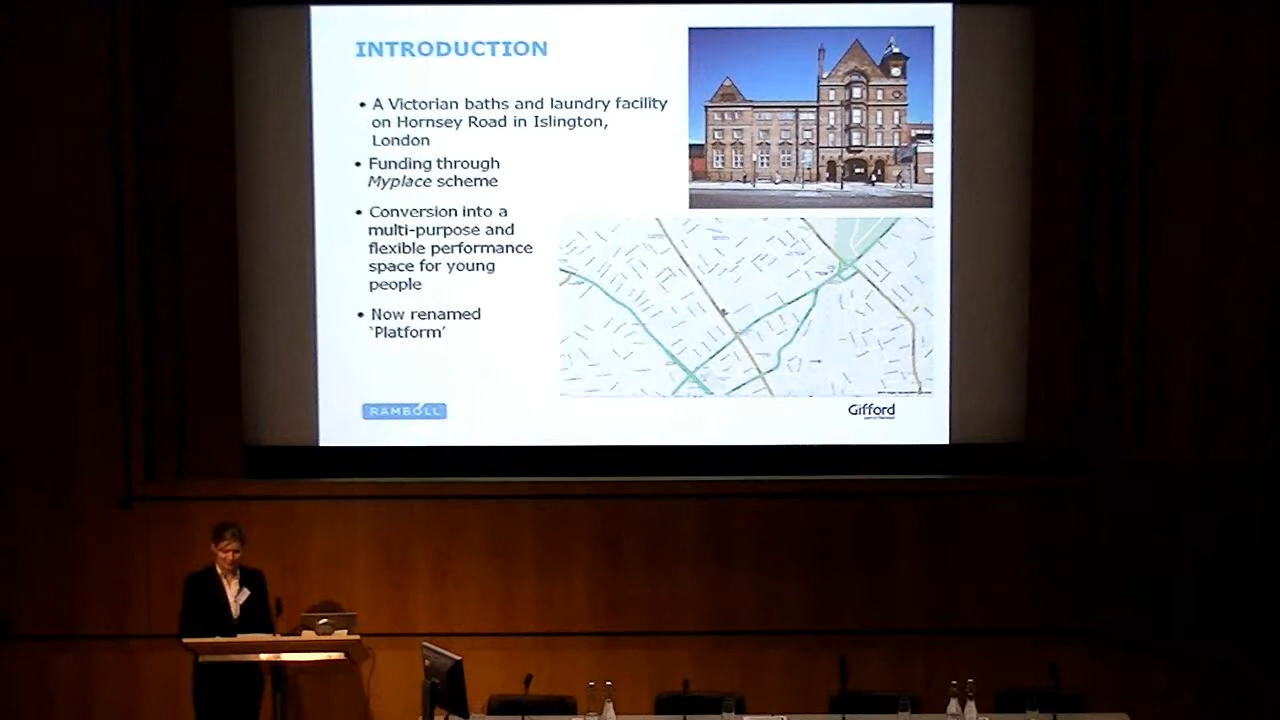 INTRODUCTION
• A Victorian baths and laundry facility
on Hornsey Road in Islington,
London
• Funding through
Myplace scheme
• Conversion into a
multi-purpose and
flexible performance
space for young
people
• Now renamed
‘Platform’
RAMBOLL
Gifford